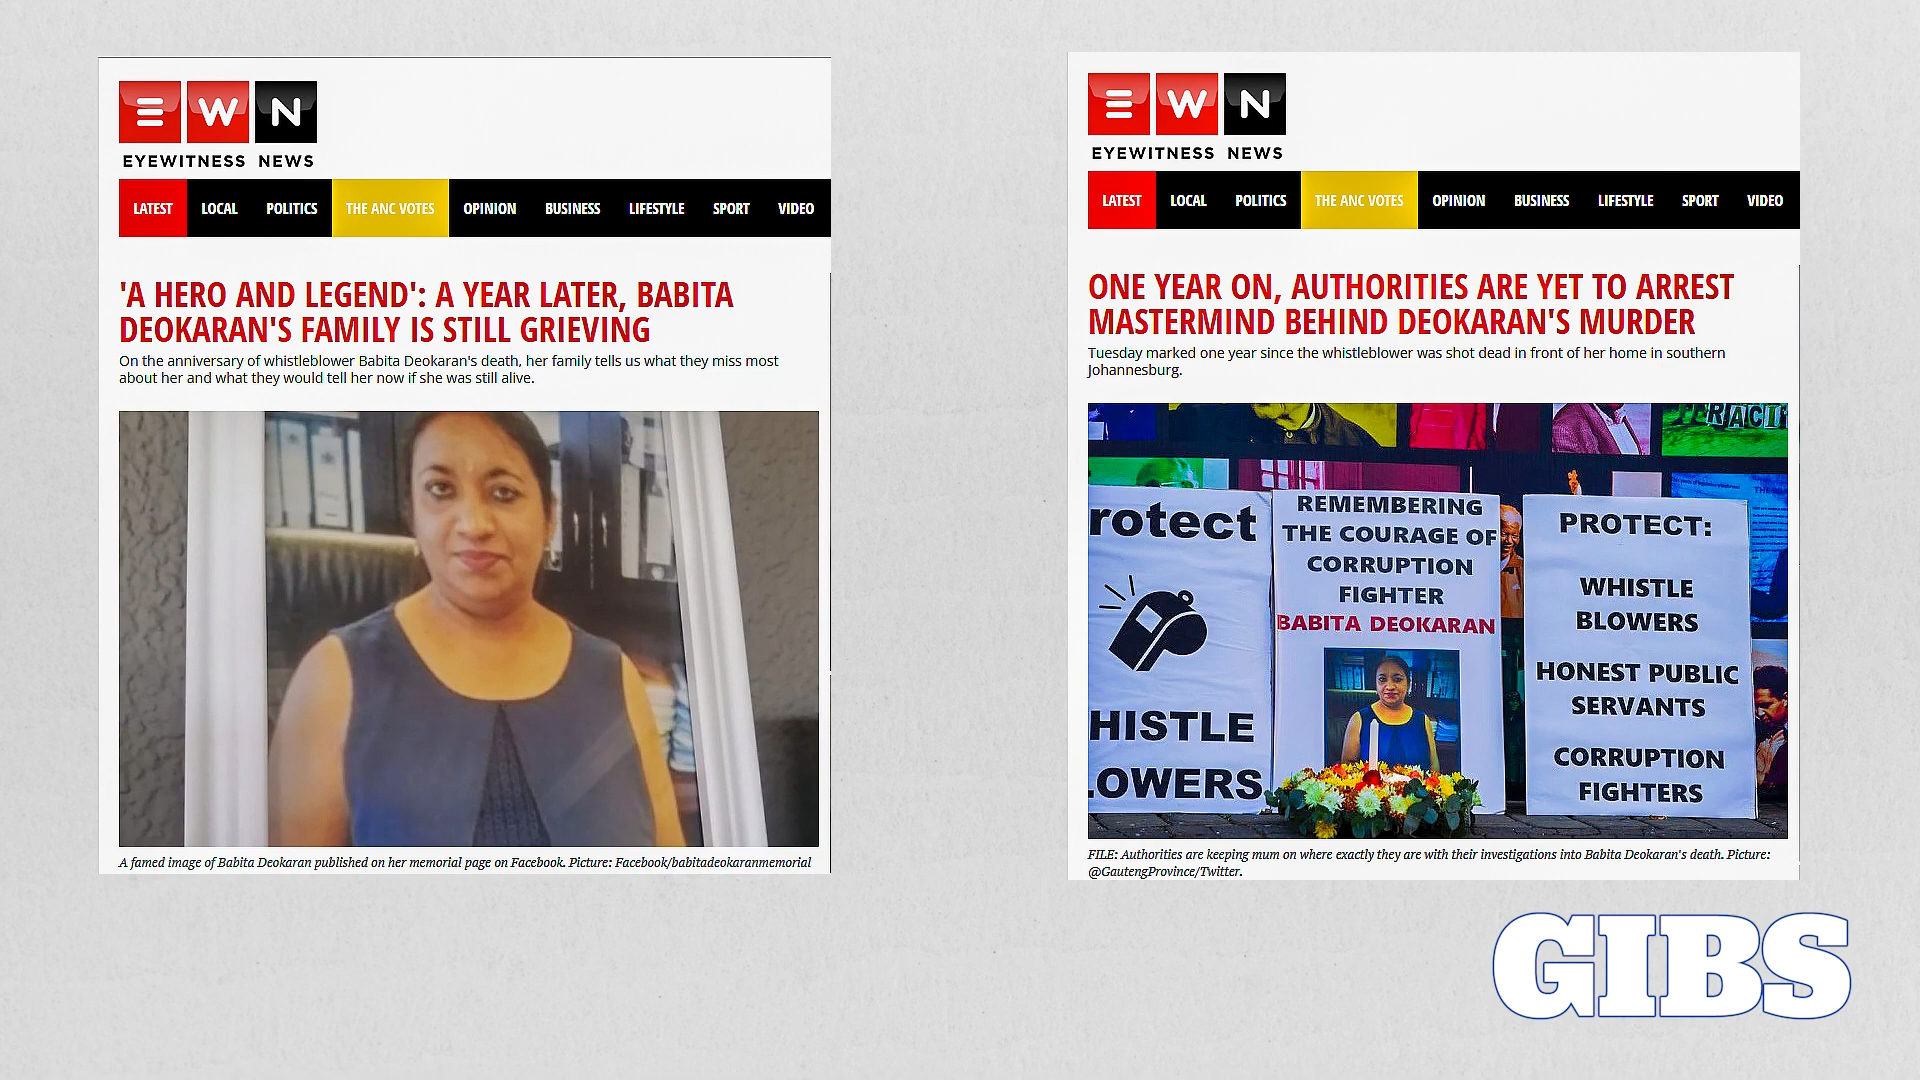 EWN
EYEWITNESS NEWS
LATEST LOCAL POLITICS THE ANC VOTES OPINION BUSINESS LIFESTYLE SPORT VIDEO
'A HERO AND LEGEND': A YEAR LATER, BABITA
DEOKARAN'S FAMILY IS STILL GRIEVING
On the anniversary of whistleblower Babita Deokaran's death, her family tells us what they miss most
about her and what they would tell her now if she was still alive.
A famed image of Babita Deokaran published on her memorial page on Facebook. Picture: Facebook/babitadeokaranmemorial
EWN
EYEWITNESS NEWS
LATEST LOCAL POLITICS THE ANC VOTES OPINION BUSINESS LIFESTYLE SPORT VIDEO
ONE YEAR ON, AUTHORITIES ARE YET TO ARREST
MASTERMIND BEHIND DEOKARAN'S MURDER
Tuesday marked one year since the whistleblower was shot dead in front of her home in southern
Johannesburg.
rotect
HISTLE
LOWERS
REMEMBERING
THE COURAGE OF
CORRUPTION
FIGHTER
BABITA DEOKARAN
PROTECT:
WHISTLE
BLOWERS
HONEST PUBLIC
SERVANTS
CORRUPTION
FIGHTERS
FILE: Authorities are keeping mum on where exactly they are with their investigations into Babita Deokaran's death. Picture:
@GautengProvince/Twitter.
GIBS